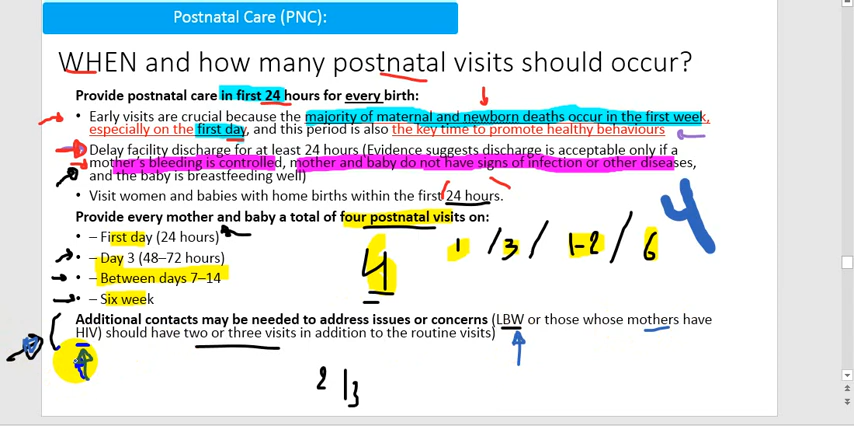 Postnatal Care (PNC):
WHEN and how many postnatal visits should occur?
Provide postnatal care in first 24 hours for every birth:
• Early visits are crucial because the majority of maternal and newborn deaths occur in the first week,
especially on the first day, and this period is also the key time to promote healthy behaviours
• Delay facility discharge for at least 24 hours (Evidence suggests discharge is acceptable only if a
mother's bleeding is controlled, mother and baby do not have signs of infection or other diseases,
and the baby is breastfeeding well)
• Visit women and babies with home births within the first 24 hours.
Provide every mother and baby a total of four postnatal visits on:
• – First day (24 hours)
• – Day 3 (48–72 hours)
• – Between days 7–14
• – Six week
4
1 / 3 / 1-2 / 6
4
Additional contacts may be needed to address issues or concerns (LBW or those whose mothers have
HIV) should have two or three visits in addition to the routine visits)
2 / 3